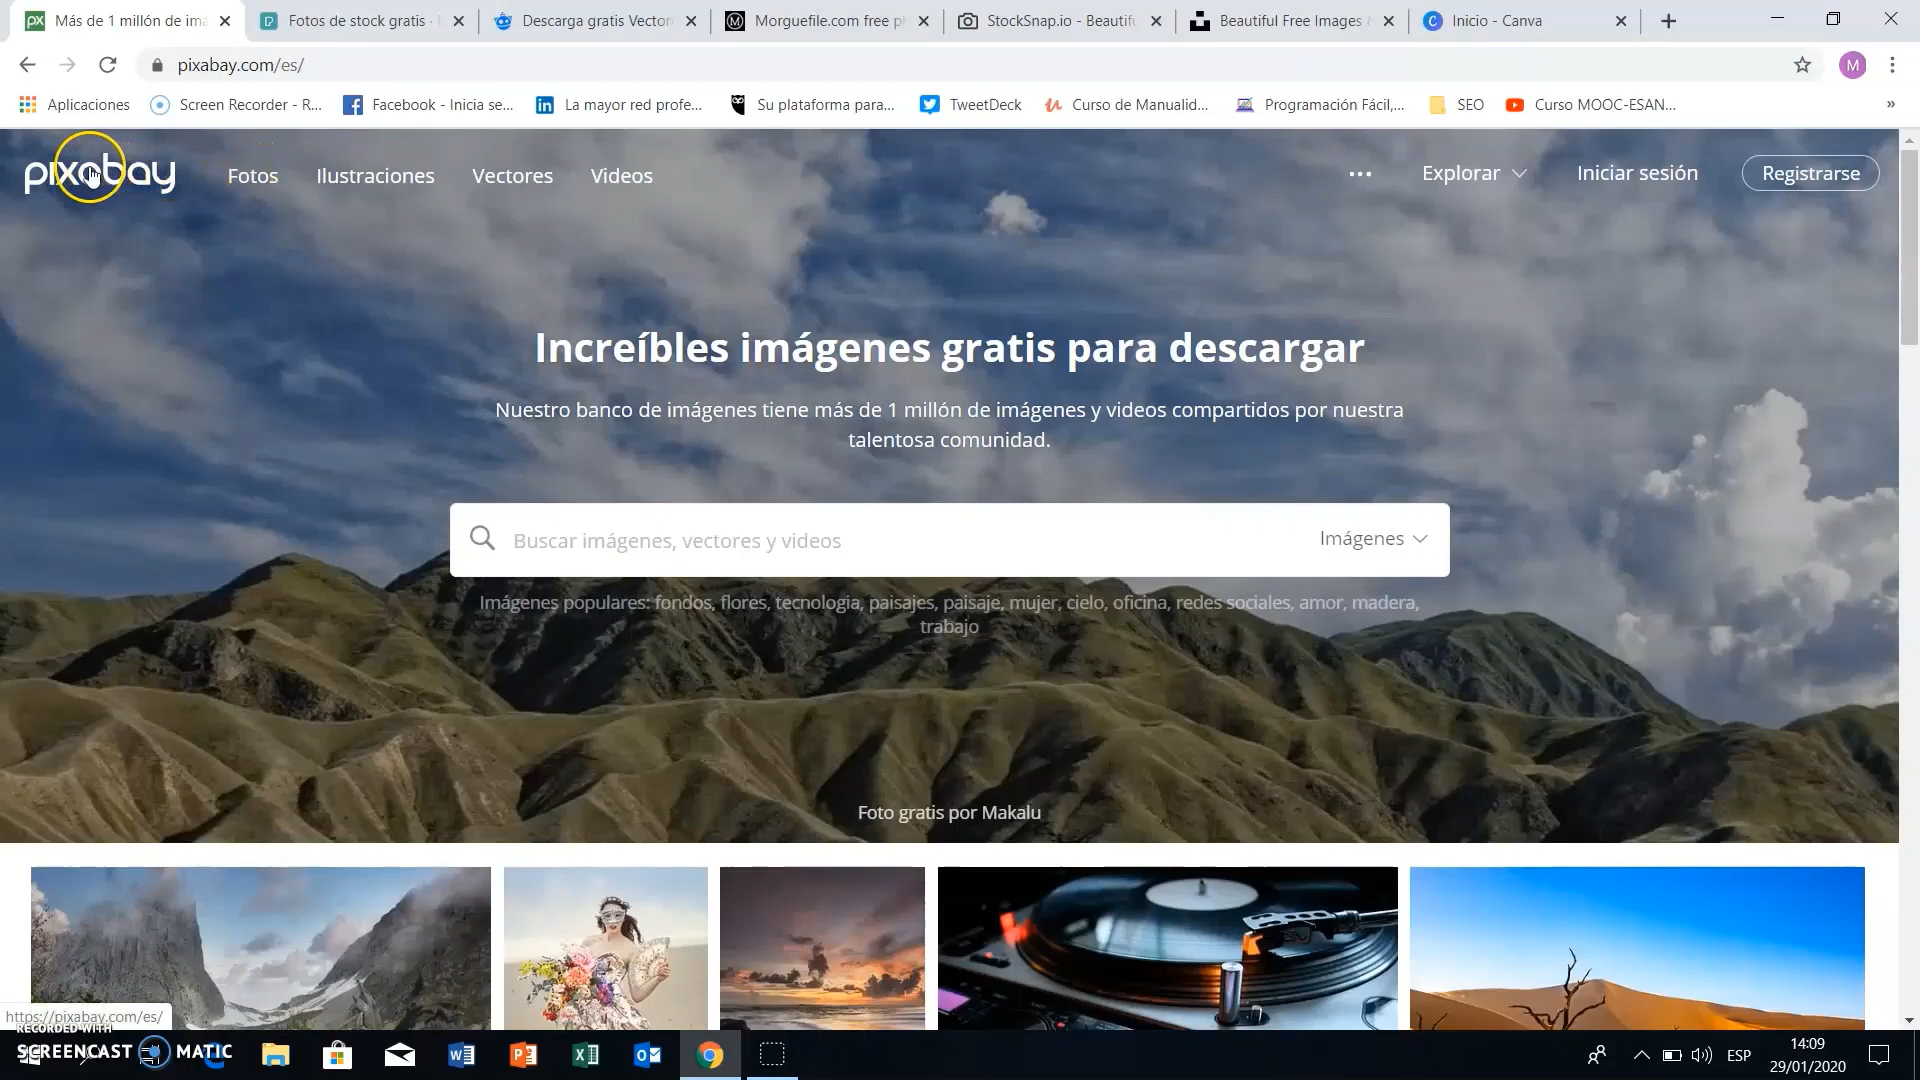 Más de 1 millón de ima
Fotos de stock gratis ·
Descarga gratis Vector
Morguefile.com free p
StockSnap.io - Beautifu
Beautiful Free Images
Inicio - Canva
pixabay.com/es/
M
Aplicaciones
Screen Recorder - R...
Facebook - Inicia se...
La mayor red profe...
Su plataforma para...
TweetDeck
Curso de Manualid...
Programación Fácil,...
SEO
Curso MOOC-ESAN...
»
pixabay
Fotos
Ilustraciones
Vectores
Videos
Explorar
Iniciar sesión
Registrarse
Increíbles imágenes gratis para descargar
Nuestro banco de imágenes tiene más de 1 millón de imágenes y videos compartidos por nuestra
talentosa comunidad.
Buscar imágenes, vectores y videos
Imágenes
Imágenes populares: fondos, flores, tecnologia, paisajes, paisaje, mujer, cielo, oficina, redes sociales, amor, madera,
trabajo
Foto gratis por Makalu
https://pixabay.com/es/
RECORDED WITH
SCREENCAST MATIC
ESP
14:09
29/01/2020